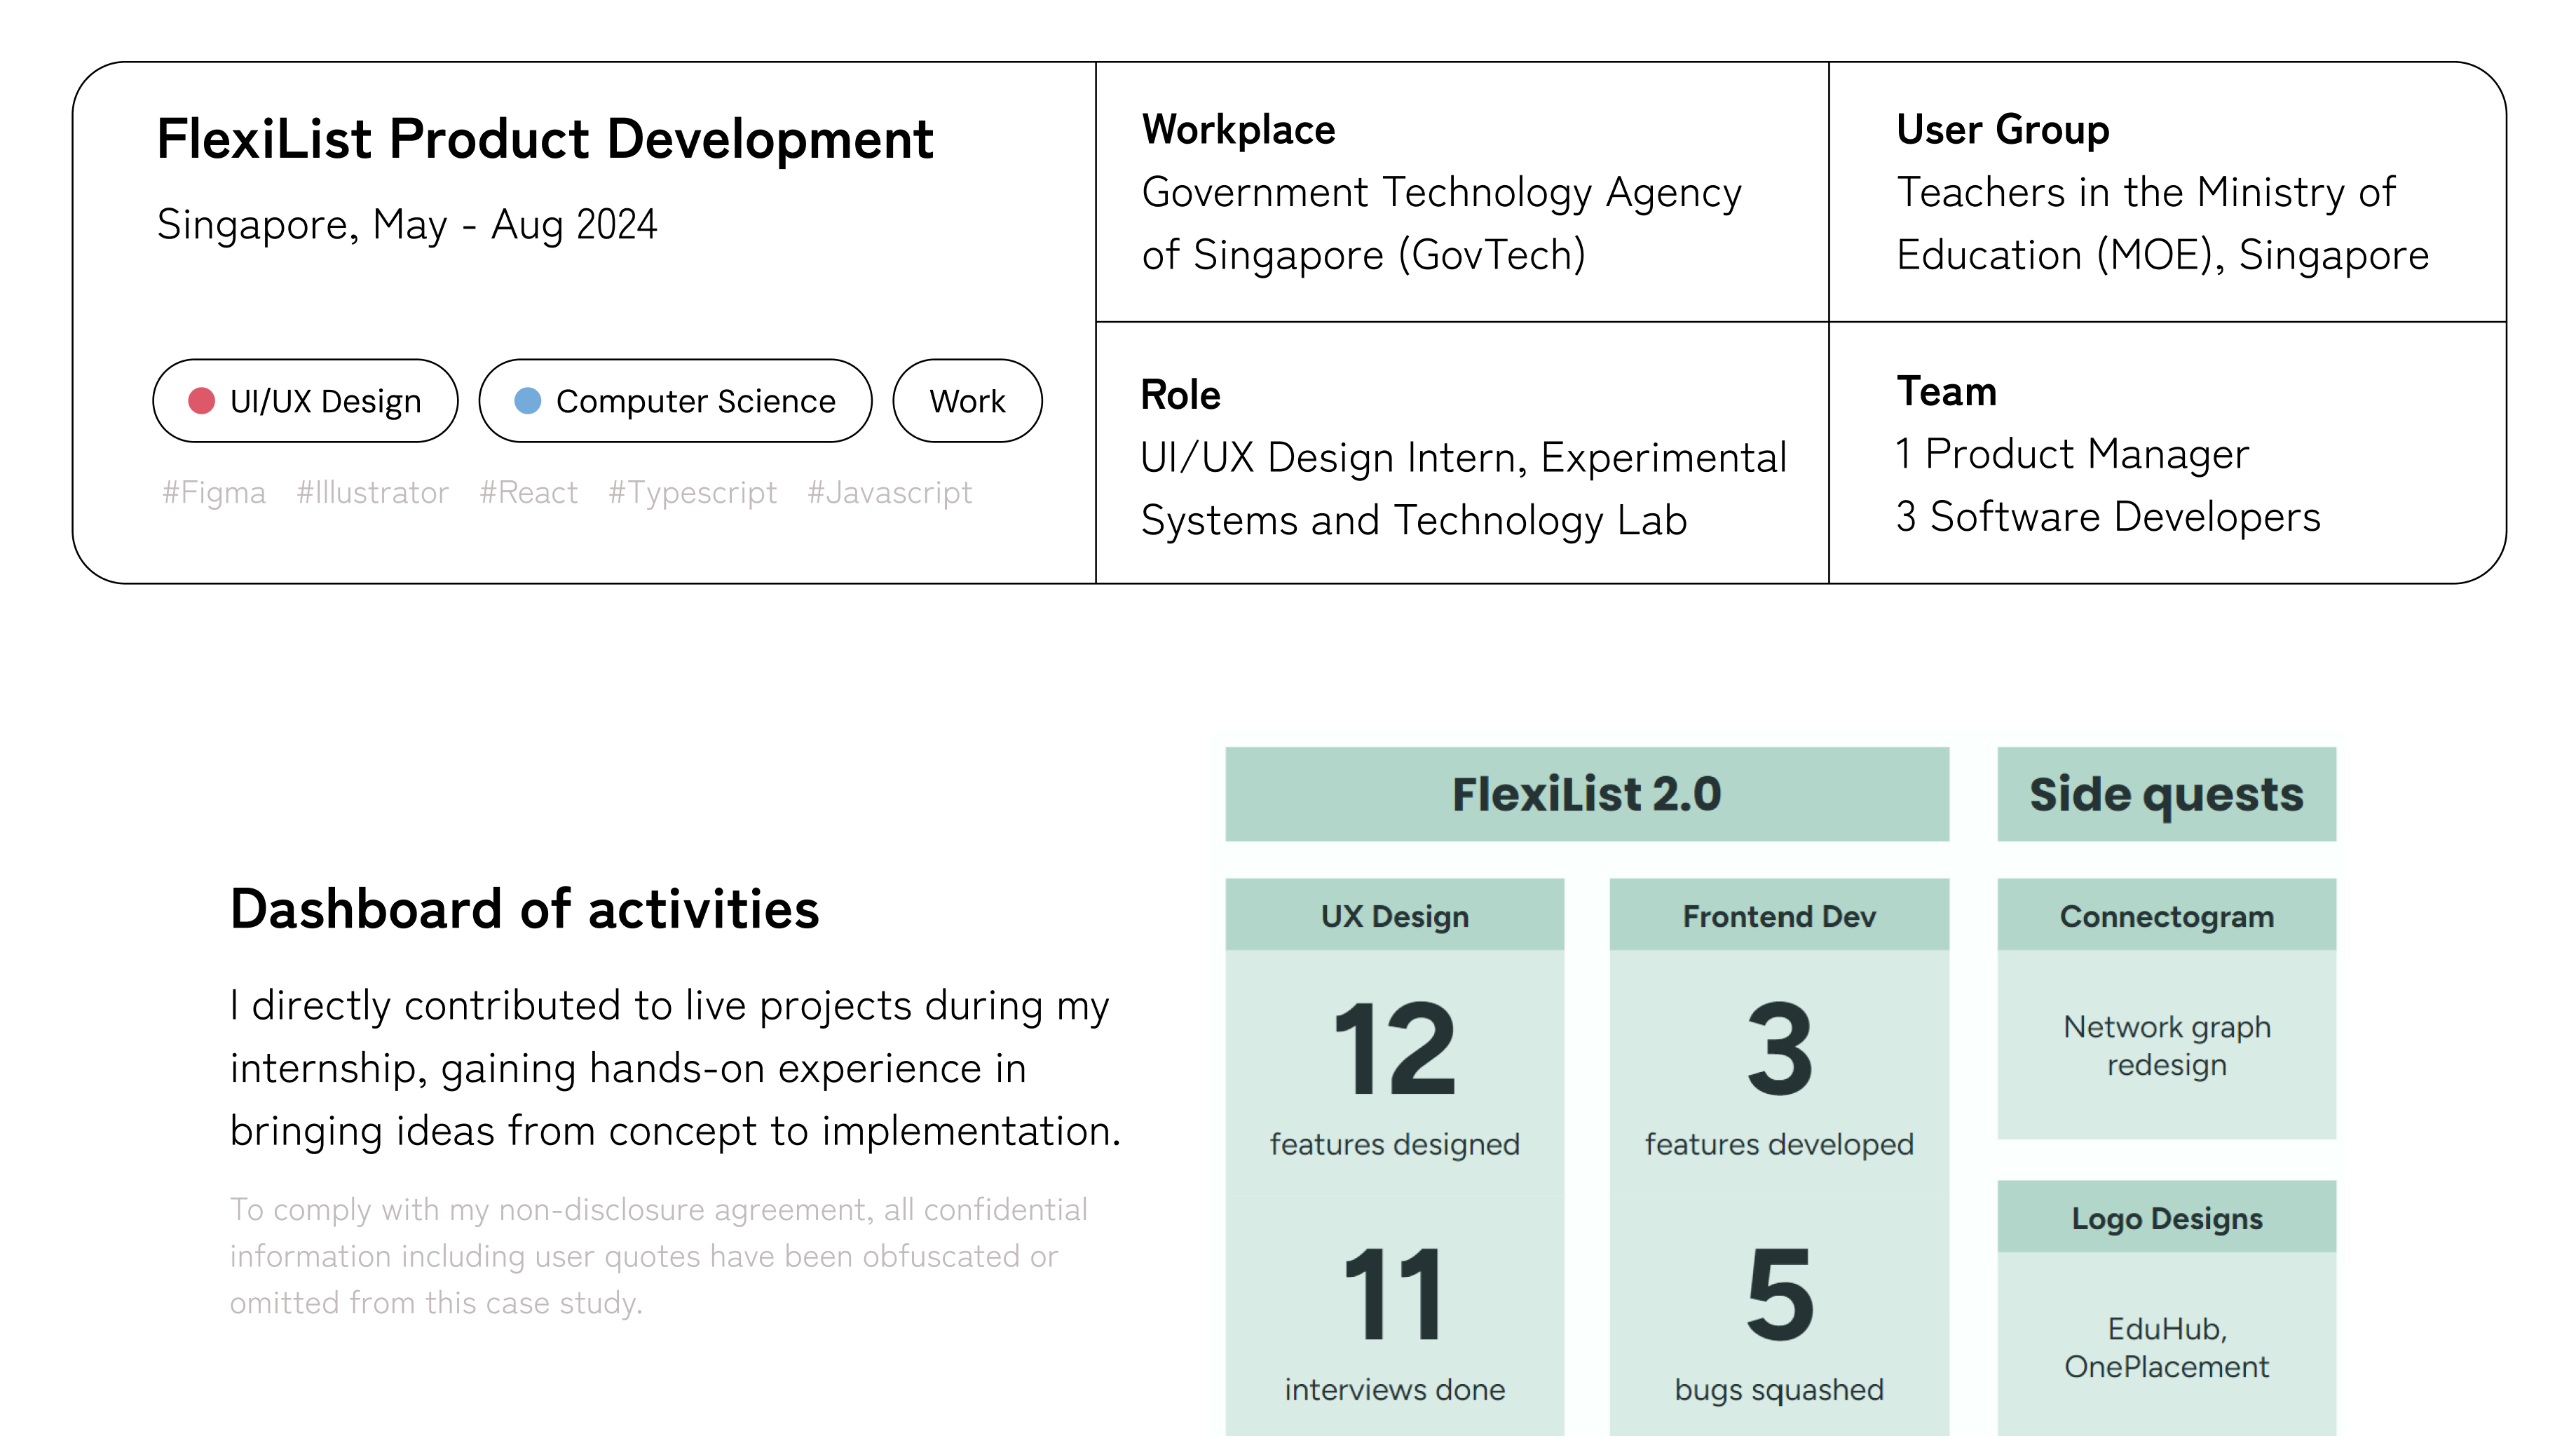 FlexiList Product Development
Singapore, May - Aug 2024
UI/UX Design
Computer Science
Work
#Figma #Illustrator #React #Typescript #Javascript
Workplace
Government Technology Agency
of Singapore (GovTech)
User Group
Teachers in the Ministry of
Education (MOE), Singapore
Role
UI/UX Design Intern, Experimental
Systems and Technology Lab
Team
1 Product Manager
3 Software Developers
Dashboard of activities
I directly contributed to live projects during my
internship, gaining hands-on experience in
bringing ideas from concept to implementation.
To comply with my non-disclosure agreement, all confidential
information including user quotes have been obfuscated or
omitted from this case study.
FlexiList 2.0
UX Design
12
features designed
11
interviews done
Frontend Dev
3
features developed
5
bugs squashed
Side quests
Connectogram
Network graph
redesign
Logo Designs
EduHub,
OnePlacement